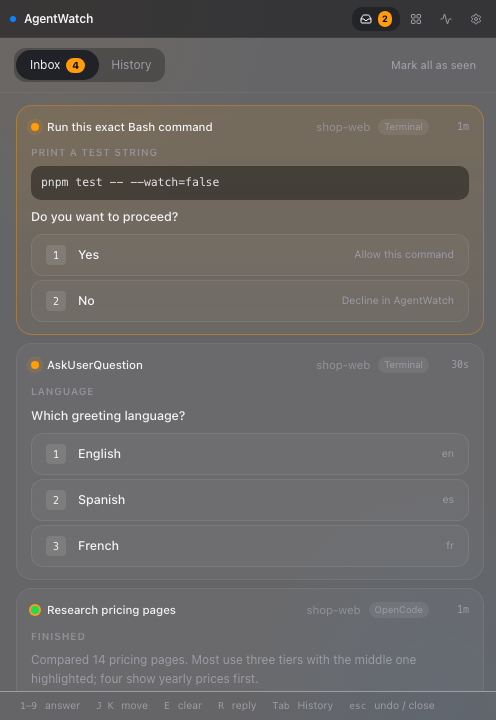 AgentWatch 2
Inbox 4 History Mark all as seen
Run this exact Bash command shop-web Terminal 1m
PRINT A TEST STRING
pnpm test -- --watch=false
Do you want to proceed?
1 Yes Allow this command
2 No Decline in AgentWatch
AskUserQuestion shop-web Terminal 30s
LANGUAGE
Which greeting language?
1 English en
2 Spanish es
3 French fr
Research pricing pages shop-web OpenCode 1m
FINISHED
Compared 14 pricing pages. Most use three tiers with the middle one
highlighted; four show yearly prices first.
1–9 answer J K move E clear R reply Tab History esc undo / close